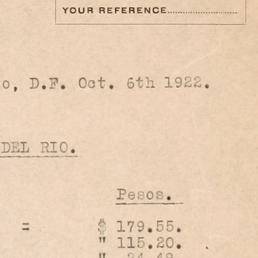 YOUR REFERENCE....................
o, D.F. Oct. 6th 1922.
DEL RIO.
Pesos.
= $ 179.55.
" 115.20.
"